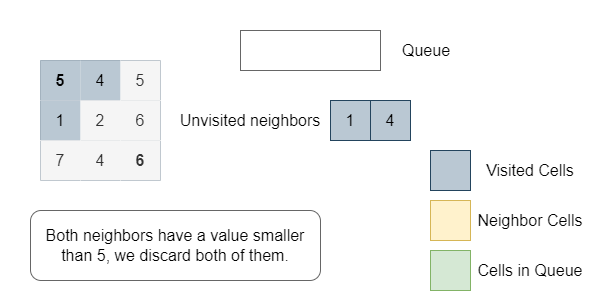 Queue
5 4 5
1 2 6
7 4 6
Unvisited neighbors 1 4
Visited Cells
Neighbor Cells
Cells in Queue
Both neighbors have a value smaller
than 5, we discard both of them.